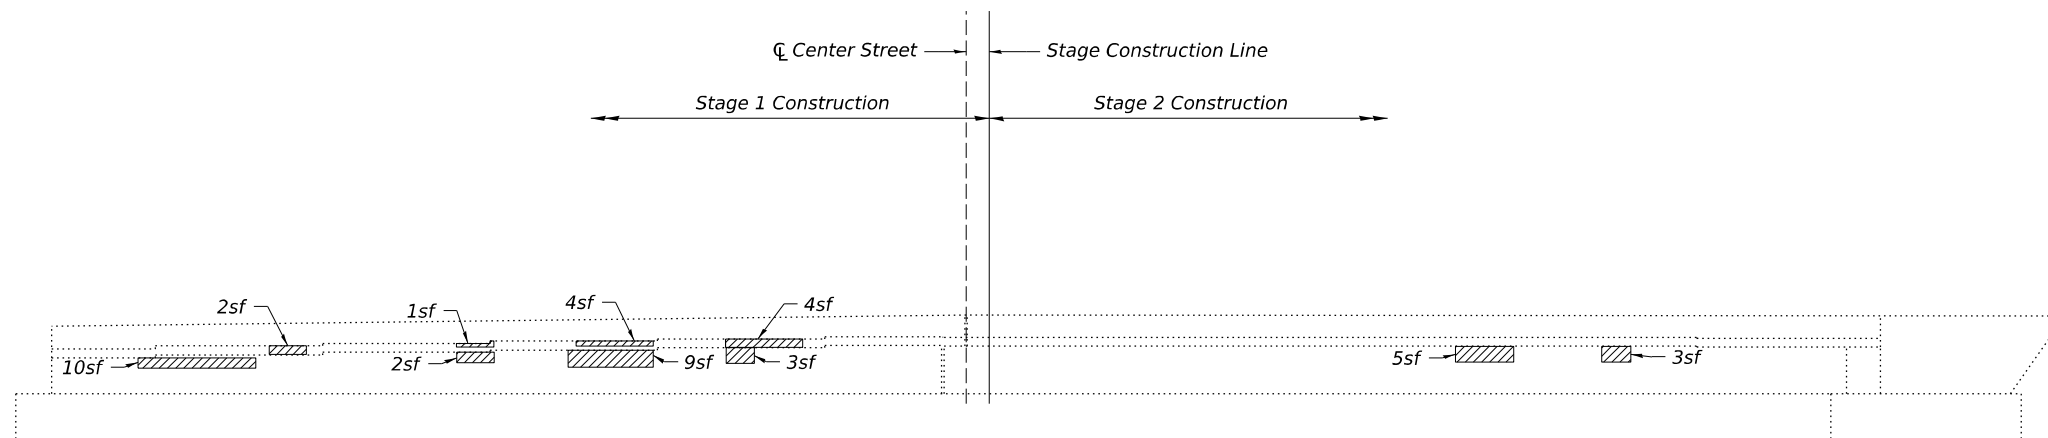 ℄ Center Street
Stage Construction Line
Stage 1 Construction
Stage 2 Construction
2sf
1sf
4sf
4sf
10sf
2sf
9sf
3sf
5sf
3sf